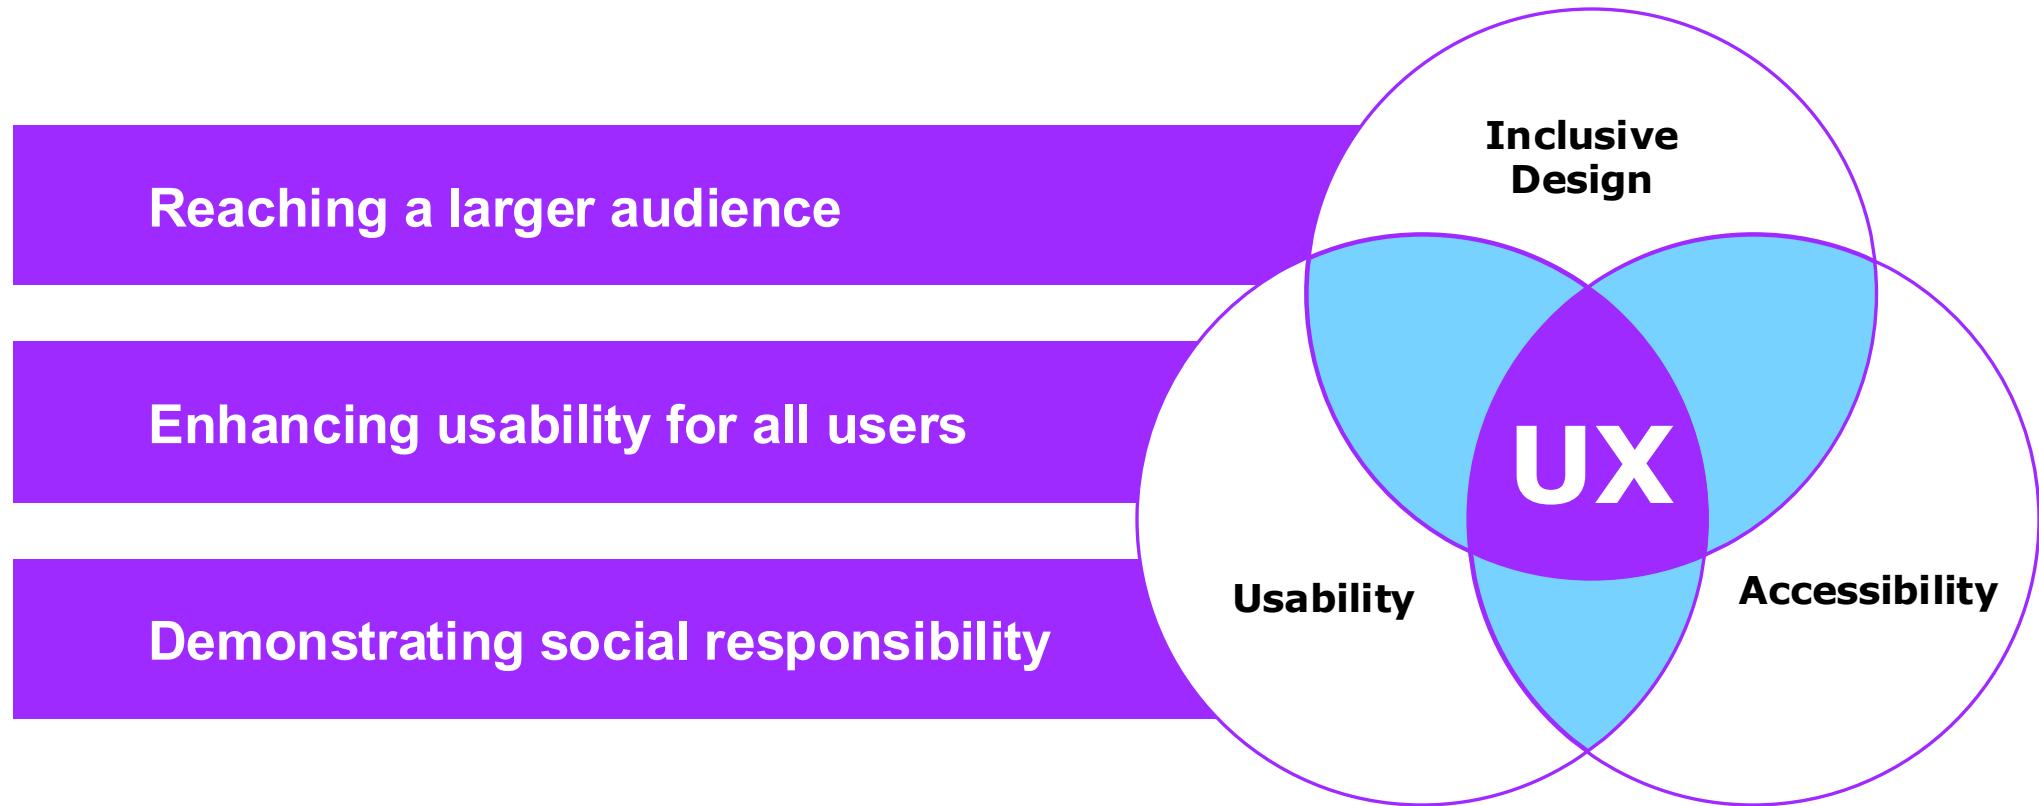 Reaching a larger audience
Enhancing usability for all users
Demonstrating social responsibility
Inclusive
Design
UX
Usability
Accessibility